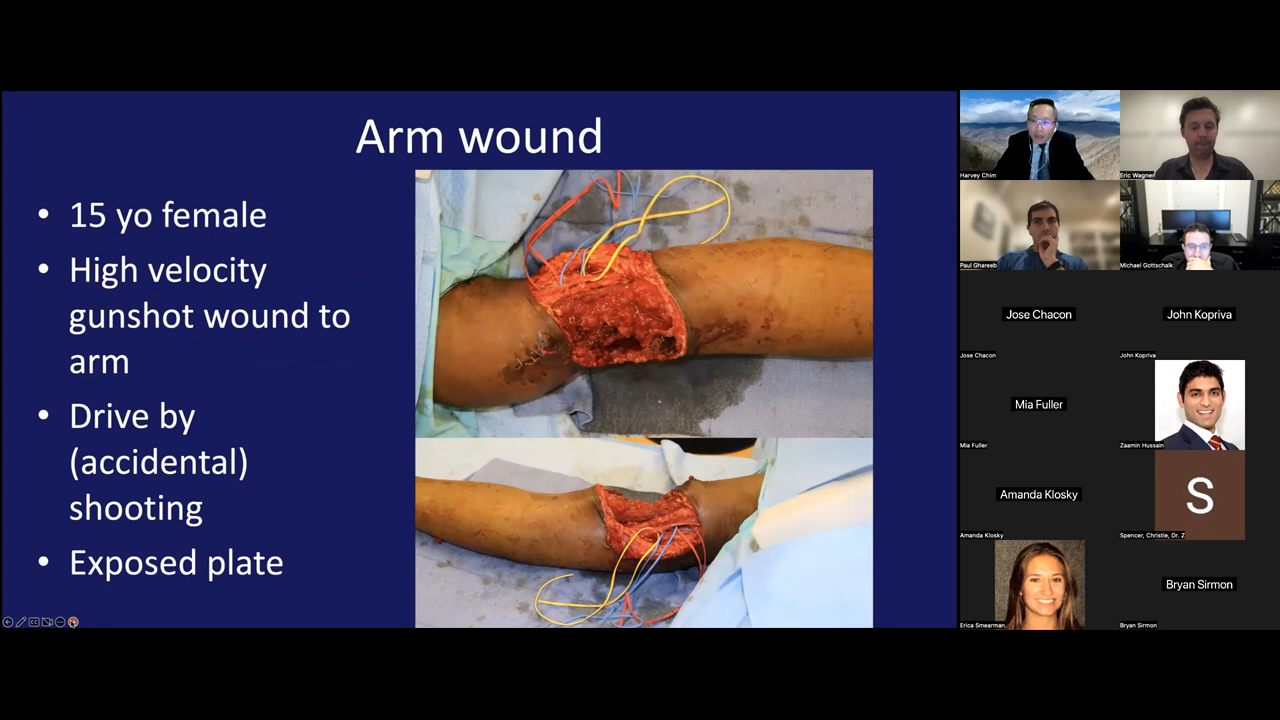 Arm wound
• 15 yo female
• High velocity
gunshot wound to
arm
• Drive by
(accidental)
shooting
• Exposed plate
Harvey Chim
Eric Wagner
Paul Ghareeb
Michael Gottschalk
Jose Chacon
Jose Chacon
John Kopriva
John Kopriva
Mia Fuller
Mia Fuller
Zaamin Hussain
Amanda Klosky
Amanda Klosky
S
Spencer, Christie, Dr. Z
Erica Smearman
Bryan Sirmon
Bryan Sirmon